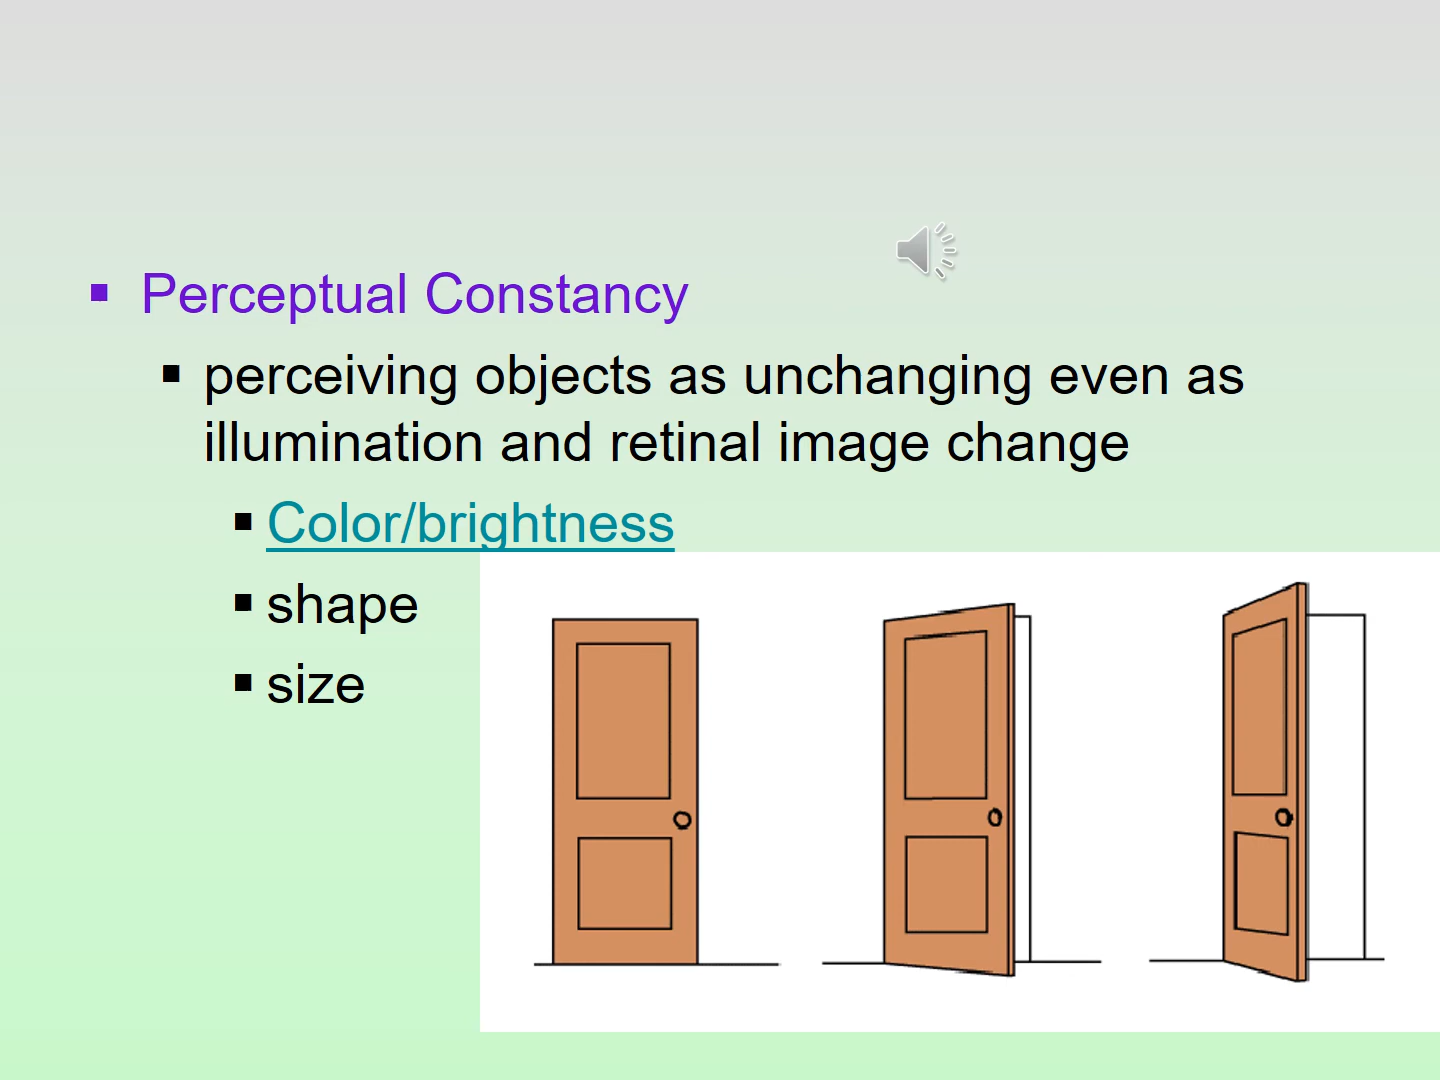 Perceptual Constancy
perceiving objects as unchanging even as
illumination and retinal image change
Color/brightness
shape
size